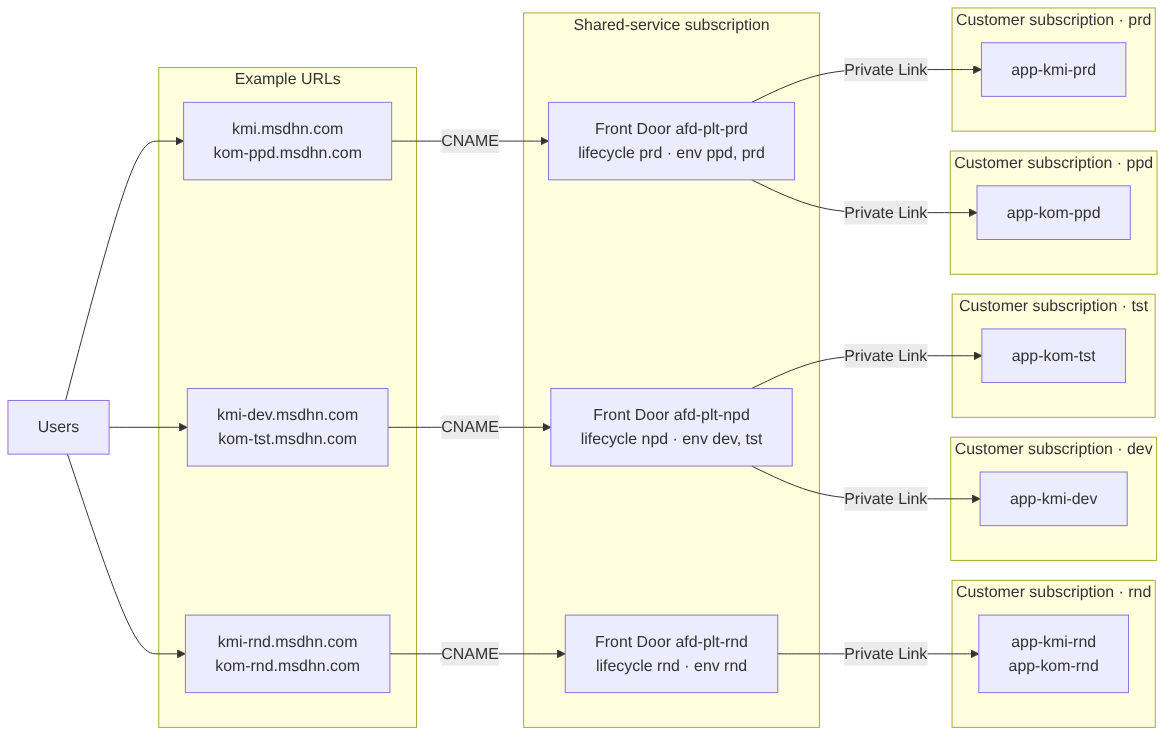 Example URLs
Shared-service subscription
Customer subscription · prd
kmi.msdhn.com
kom-ppd.msdhn.com
CNAME
Front Door afd-plt-prd
lifecycle prd · env ppd, prd
Private Link
app-kmi-prd
Private Link
Customer subscription · ppd
app-kom-ppd
Users
kmi-dev.msdhn.com
kom-tst.msdhn.com
CNAME
Front Door afd-plt-npd
lifecycle npd · env dev, tst
Private Link
Customer subscription · tst
app-kom-tst
Private Link
Customer subscription · dev
app-kmi-dev
kmi-rnd.msdhn.com
kom-rnd.msdhn.com
CNAME
Front Door afd-plt-rnd
lifecycle rnd · env rnd
Private Link
Customer subscription · rnd
app-kmi-rnd
app-kom-rnd